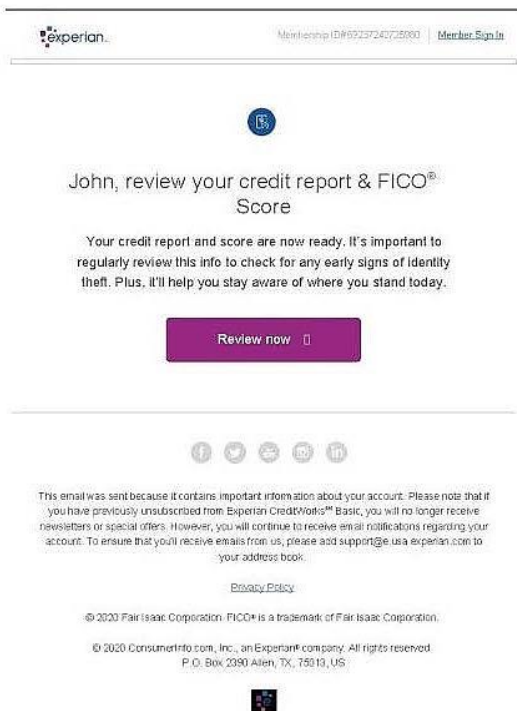 experian.
Membership ID# Member Sign In
John, review your credit report & FICO®
Score
Your credit report and score are now ready. It's important to
regularly review this info to check for any early signs of identity
theft. Plus, it'll help you stay aware of where you stand today.
Review now
This email was sent because it contains important information about your account. Please note that if
you have previously unsubscribed from Experian CreditWorks℠ Basic, you will no longer receive
newsletters or special offers. However, you will continue to receive email notifications regarding your
account. To ensure that you'll receive emails from us, please add support@e.usa.experian.com to
your address book.
Privacy Policy
© 2020 Fair Isaac Corporation. FICO® is a trademark of Fair Isaac Corporation.
© 2020 ConsumerInfo.com, Inc., an Experian® company. All rights reserved.
P.O. Box 2390 Allen, TX, 75013, US